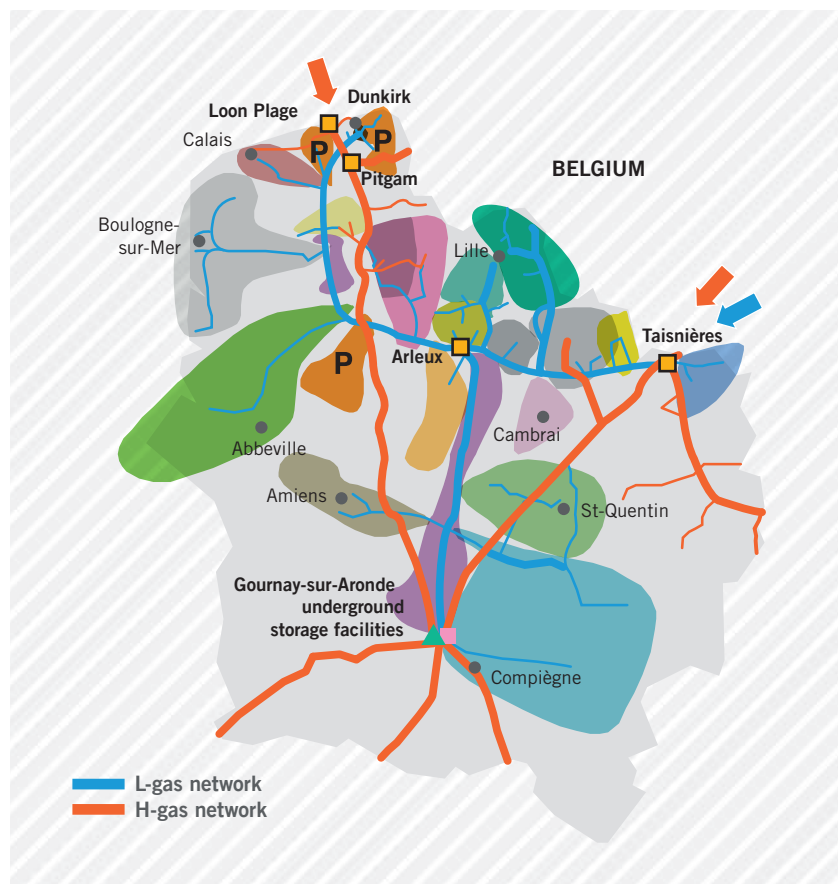 Dunkirk
Loon Plage
Calais
P
P
Pitgam
BELGIUM
Boulogne-
sur-Mer
Lille
Taisnières
Arleux
P
Cambrai
Abbeville
Amiens
St-Quentin
Gournay-sur-Aronde
underground
storage facilities
Compiègne
L-gas network
H-gas network